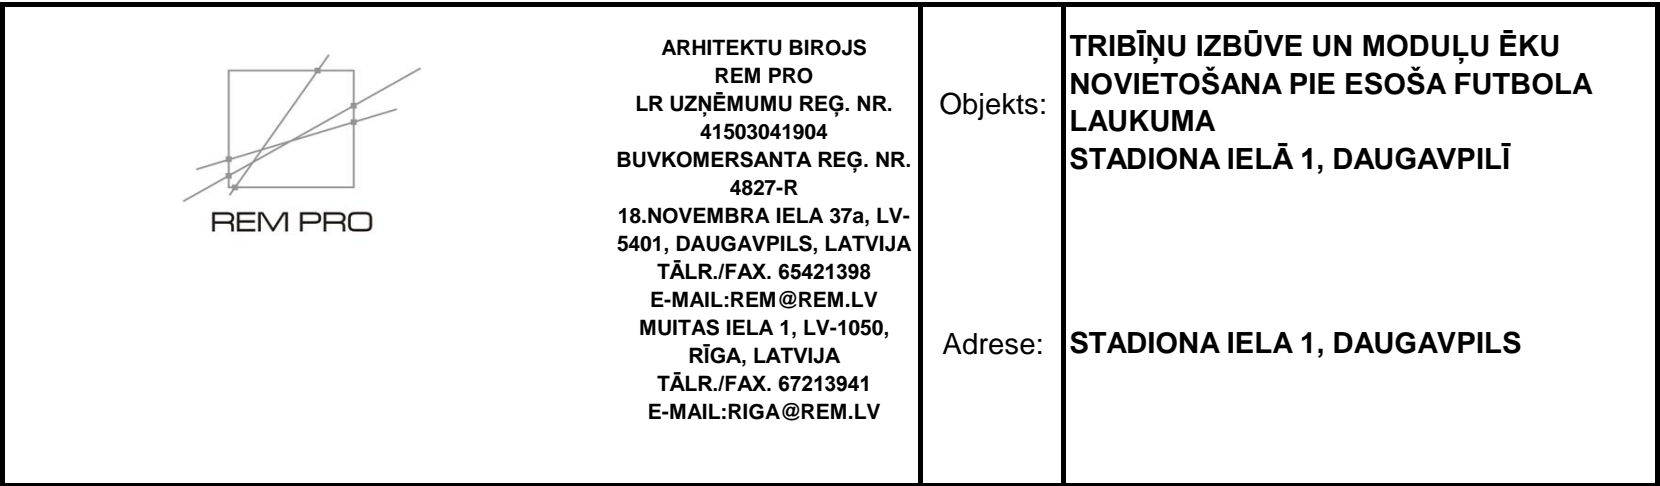 REM PRO
ARHITEKTU BIROJS
REM PRO
LR UZŅĒMUMU REĢ. NR.
41503041904
BUVKOMERSANTA REĢ. NR.
4827-R
18.NOVEMBRA IELA 37a, LV-
5401, DAUGAVPILS, LATVIJA
TĀLR./FAX. 65421398
E-MAIL:REM@REM.LV
MUITAS IELA 1, LV-1050,
RĪGA, LATVIJA
TĀLR./FAX. 67213941
E-MAIL:RIGA@REM.LV
Objekts:
TRIBĪŅU IZBŪVE UN MODUĻU ĒKU
NOVIETOŠANA PIE ESOŠA FUTBOLA
LAUKUMA
STADIONA IELĀ 1, DAUGAVPILĪ
Adrese:
STADIONA IELA 1, DAUGAVPILS